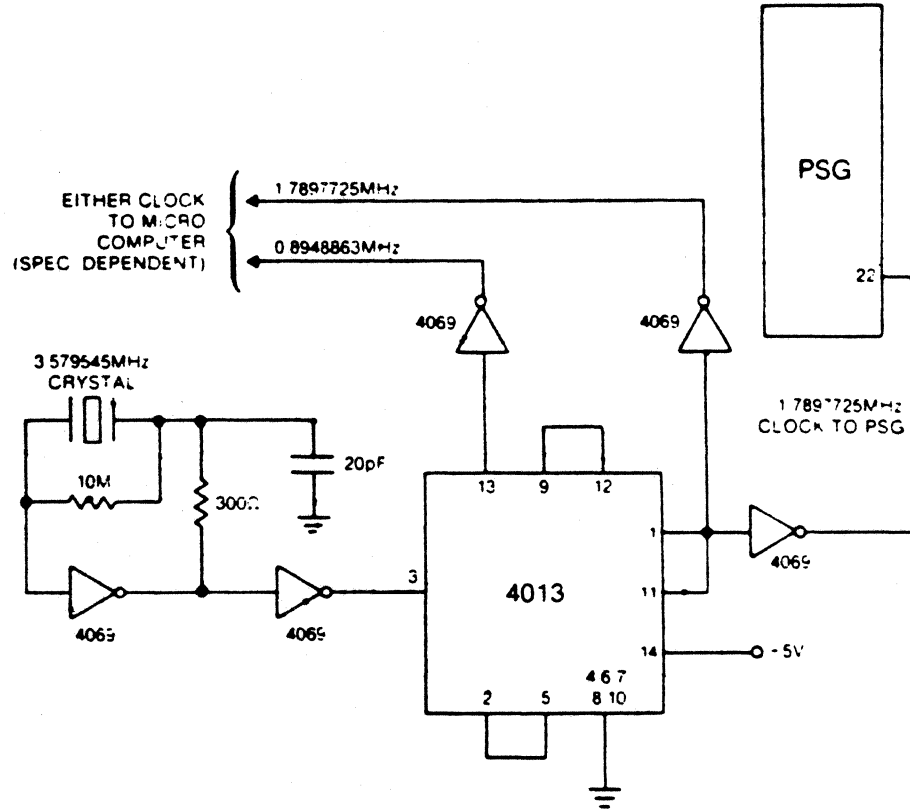 PSG
22
1.7897725MHz
EITHER CLOCK
TO MICRO
COMPUTER
(SPEC. DEPENDENT)
0.8948863MHz
4069
4069
3.579545MHz
CRYSTAL
1.7897725MHz
CLOCK TO PSG
20pF
10M
300Ω
13
9
12
1
4069
3
4013
11
4069
4069
14
-5V
4 6 7
2
5
8 10